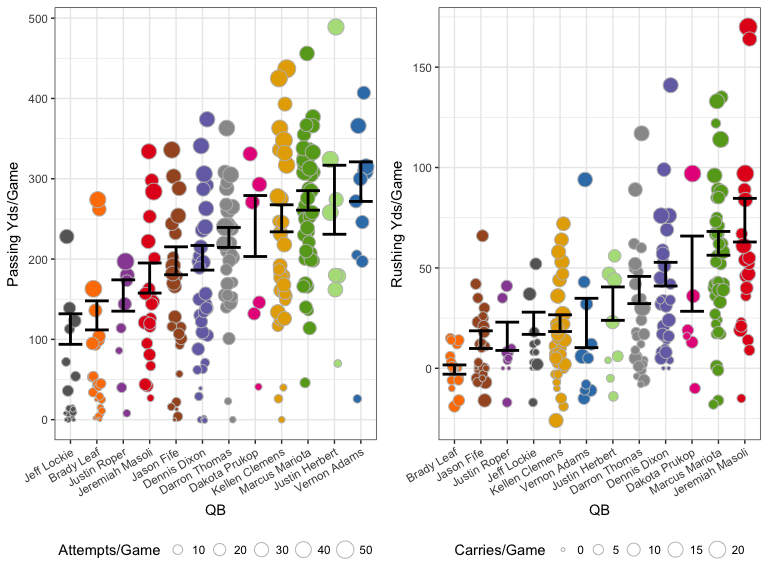 500
400
300
200
100
0
Passing Yds/Game
Jeff Lockie
Brady Leaf
Justin Roper
Jeremiah Masoli
Jason Fife
Dennis Dixon
Darron Thomas
Dakota Prukop
Kellen Clemens
Marcus Mariota
Justin Herbert
Vernon Adams
QB
Attempts/Game 10 20 30 40 50
150
100
50
0
Rushing Yds/Game
Brady Leaf
Jason Fife
Justin Roper
Jeff Lockie
Kellen Clemens
Vernon Adams
Justin Herbert
Darron Thomas
Dennis Dixon
Dakota Prukop
Marcus Mariota
Jeremiah Masoli
QB
Carries/Game 0 5 10 15 20